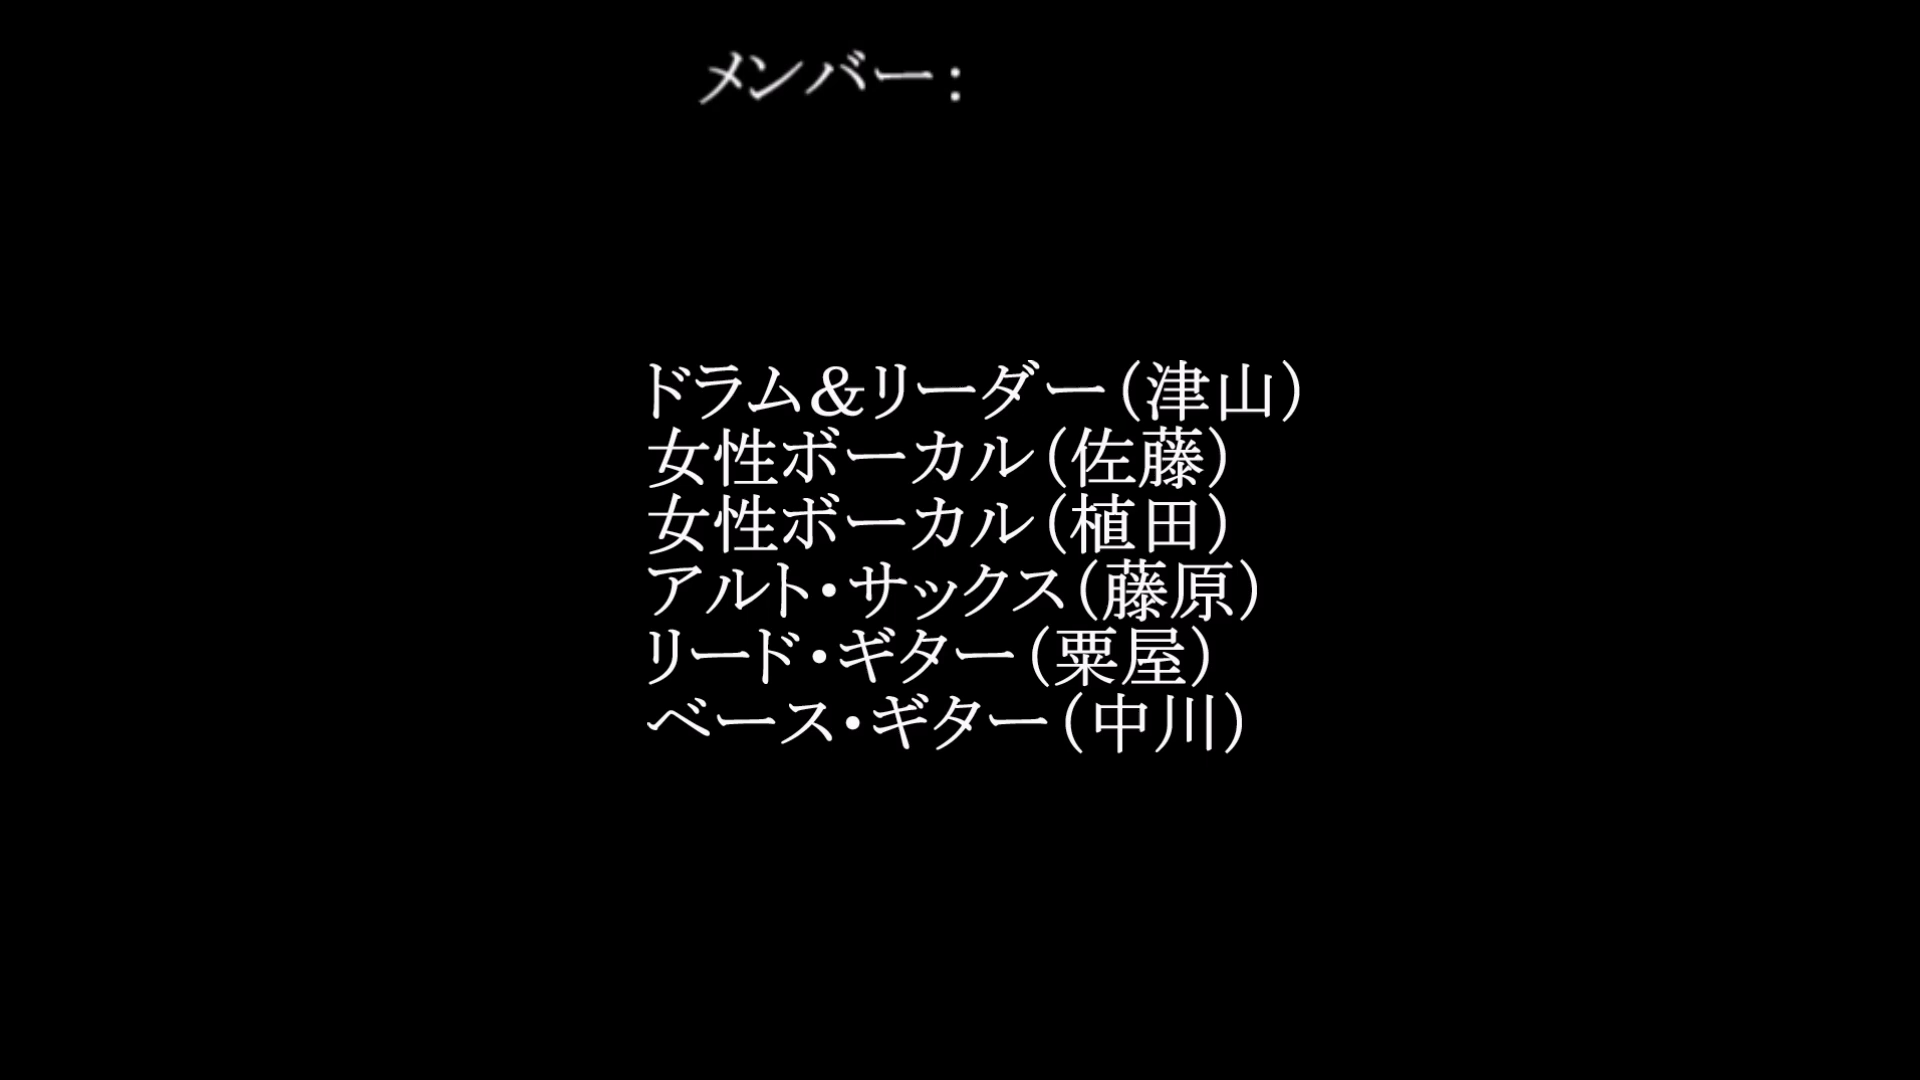 メンバー：
ドラム&リーダー（津山）
女性ボーカル（佐藤）
女性ボーカル（植田）
アルト・サックス（藤原）
リード・ギター（粟屋）
ベース・ギター（中川）